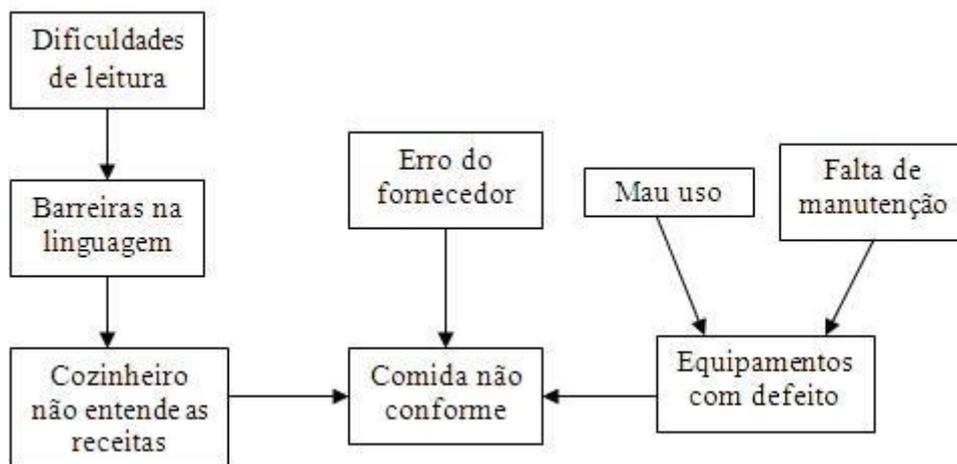 Dificuldades
de leitura
Barreiras na
linguagem
Cozinheiro
não entende as
receitas
Erro do
fornecedor
Comida não
conforme
Mau uso
Falta de
manutenção
Equipamentos
com defeito